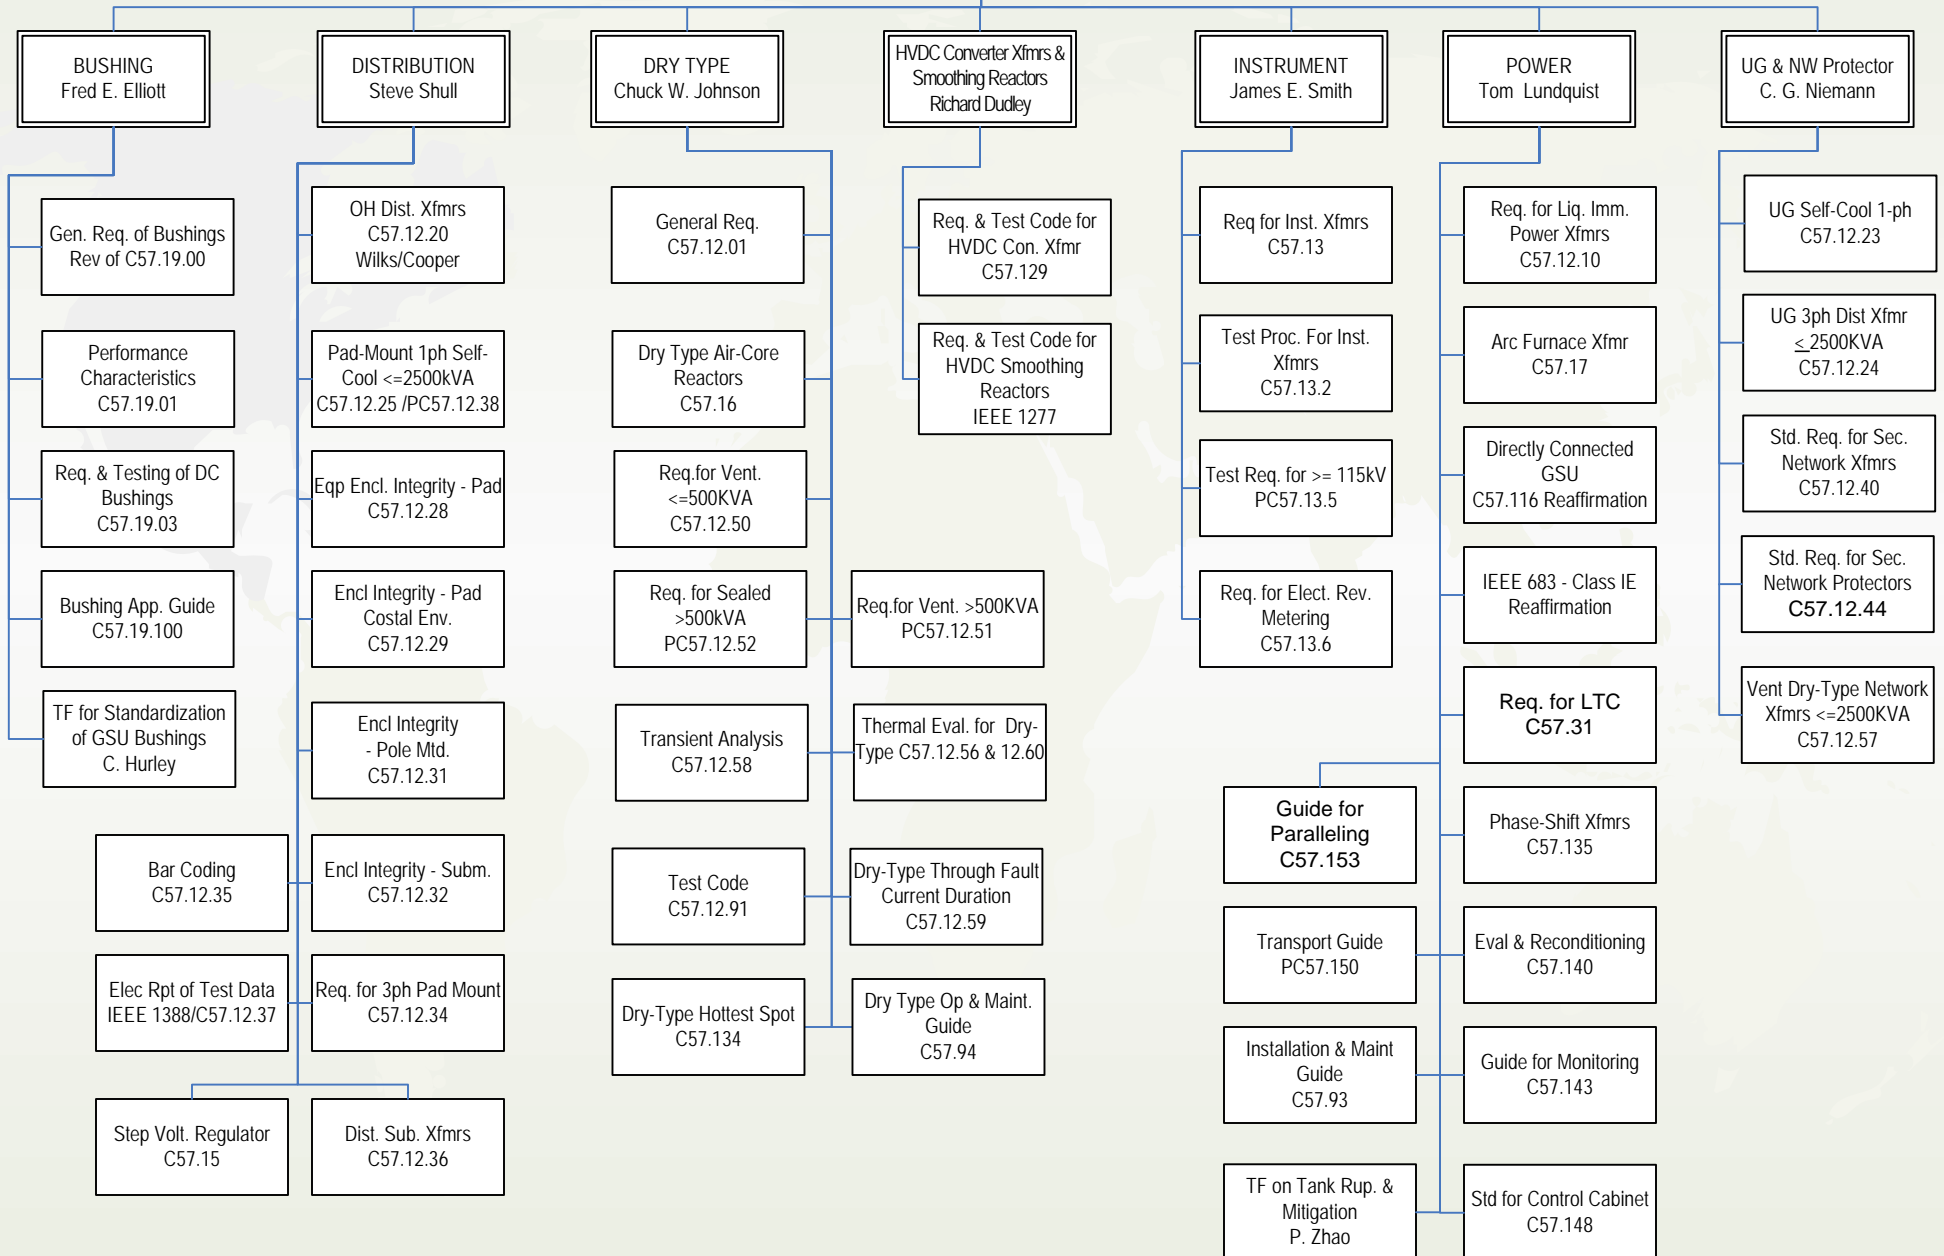 BUSHING
Fred E. Elliott
DISTRIBUTION
Steve Shull
DRY TYPE
Chuck W. Johnson
HVDC Converter Xfmrs &
Smoothing Reactors
Richard Dudley
INSTRUMENT
James E. Smith
POWER
Tom Lundquist
UG & NW Protector
C. G. Niemann
Gen. Req. of Bushings
Rev of C57.19.00
Performance
Characteristics
C57.19.01
Req. & Testing of DC
Bushings
C57.19.03
Bushing App. Guide
C57.19.100
TF for Standardization
of GSU Bushings
C. Hurley
OH Dist. Xfmrs
C57.12.20
Wilks/Cooper
Pad-Mount 1ph Self-
Cool <=2500kVA
C57.12.25 /PC57.12.38
Eqp Encl. Integrity - Pad
C57.12.28
Encl Integrity - Pad
Costal Env.
C57.12.29
Encl Integrity
- Pole Mtd.
C57.12.31
Bar Coding
C57.12.35
Encl Integrity - Subm.
C57.12.32
Elec Rpt of Test Data
IEEE 1388/C57.12.37
Req. for 3ph Pad Mount
C57.12.34
Step Volt. Regulator
C57.15
Dist. Sub. Xfmrs
C57.12.36
General Req.
C57.12.01
Dry Type Air-Core
Reactors
C57.16
Req.for Vent.
<=500KVA
C57.12.50
Req. for Sealed
>500kVA
PC57.12.52
Req.for Vent. >500KVA
PC57.12.51
Transient Analysis
C57.12.58
Thermal Eval. for Dry-
Type C57.12.56 & 12.60
Test Code
C57.12.91
Dry-Type Through Fault
Current Duration
C57.12.59
Dry-Type Hottest Spot
C57.134
Dry Type Op & Maint.
Guide
C57.94
Req. & Test Code for
HVDC Con. Xfmr
C57.129
Req. & Test Code for
HVDC Smoothing
Reactors
IEEE 1277
Req for Inst. Xfmrs
C57.13
Test Proc. For Inst.
Xfmrs
C57.13.2
Test Req. for >= 115kV
PC57.13.5
Req. for Elect. Rev.
Metering
C57.13.6
Req. for Liq. Imm.
Power Xfmrs
C57.12.10
Arc Furnace Xfmr
C57.17
Directly Connected
GSU
C57.116 Reaffirmation
IEEE 683 - Class IE
Reaffirmation
Req. for LTC
C57.31
Guide for
Paralleling
C57.153
Phase-Shift Xfmrs
C57.135
Transport Guide
PC57.150
Eval & Reconditioning
C57.140
Installation & Maint
Guide
C57.93
Guide for Monitoring
C57.143
TF on Tank Rup. &
Mitigation
P. Zhao
Std for Control Cabinet
C57.148
UG Self-Cool 1-ph
C57.12.23
UG 3ph Dist Xfmr
< 2500KVA
C57.12.24
Std. Req. for Sec.
Network Xfmrs
C57.12.40
Std. Req. for Sec.
Network Protectors
C57.12.44
Vent Dry-Type Network
Xfmrs <=2500KVA
C57.12.57